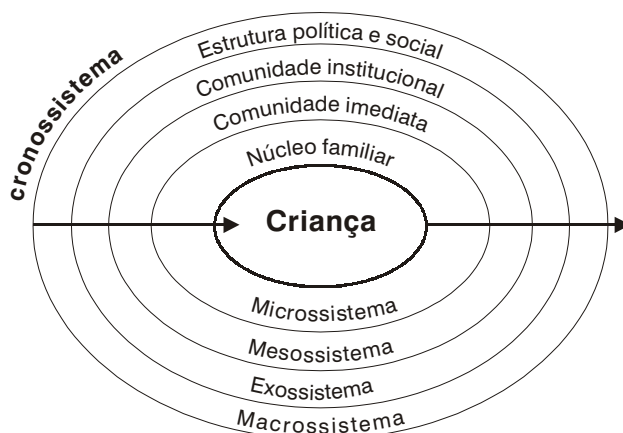 cronossistema
Estrutura política e social
Comunidade institucional
Comunidade imediata
Núcleo familiar
Criança
Microssistema
Mesossistema
Exossistema
Macrossistema